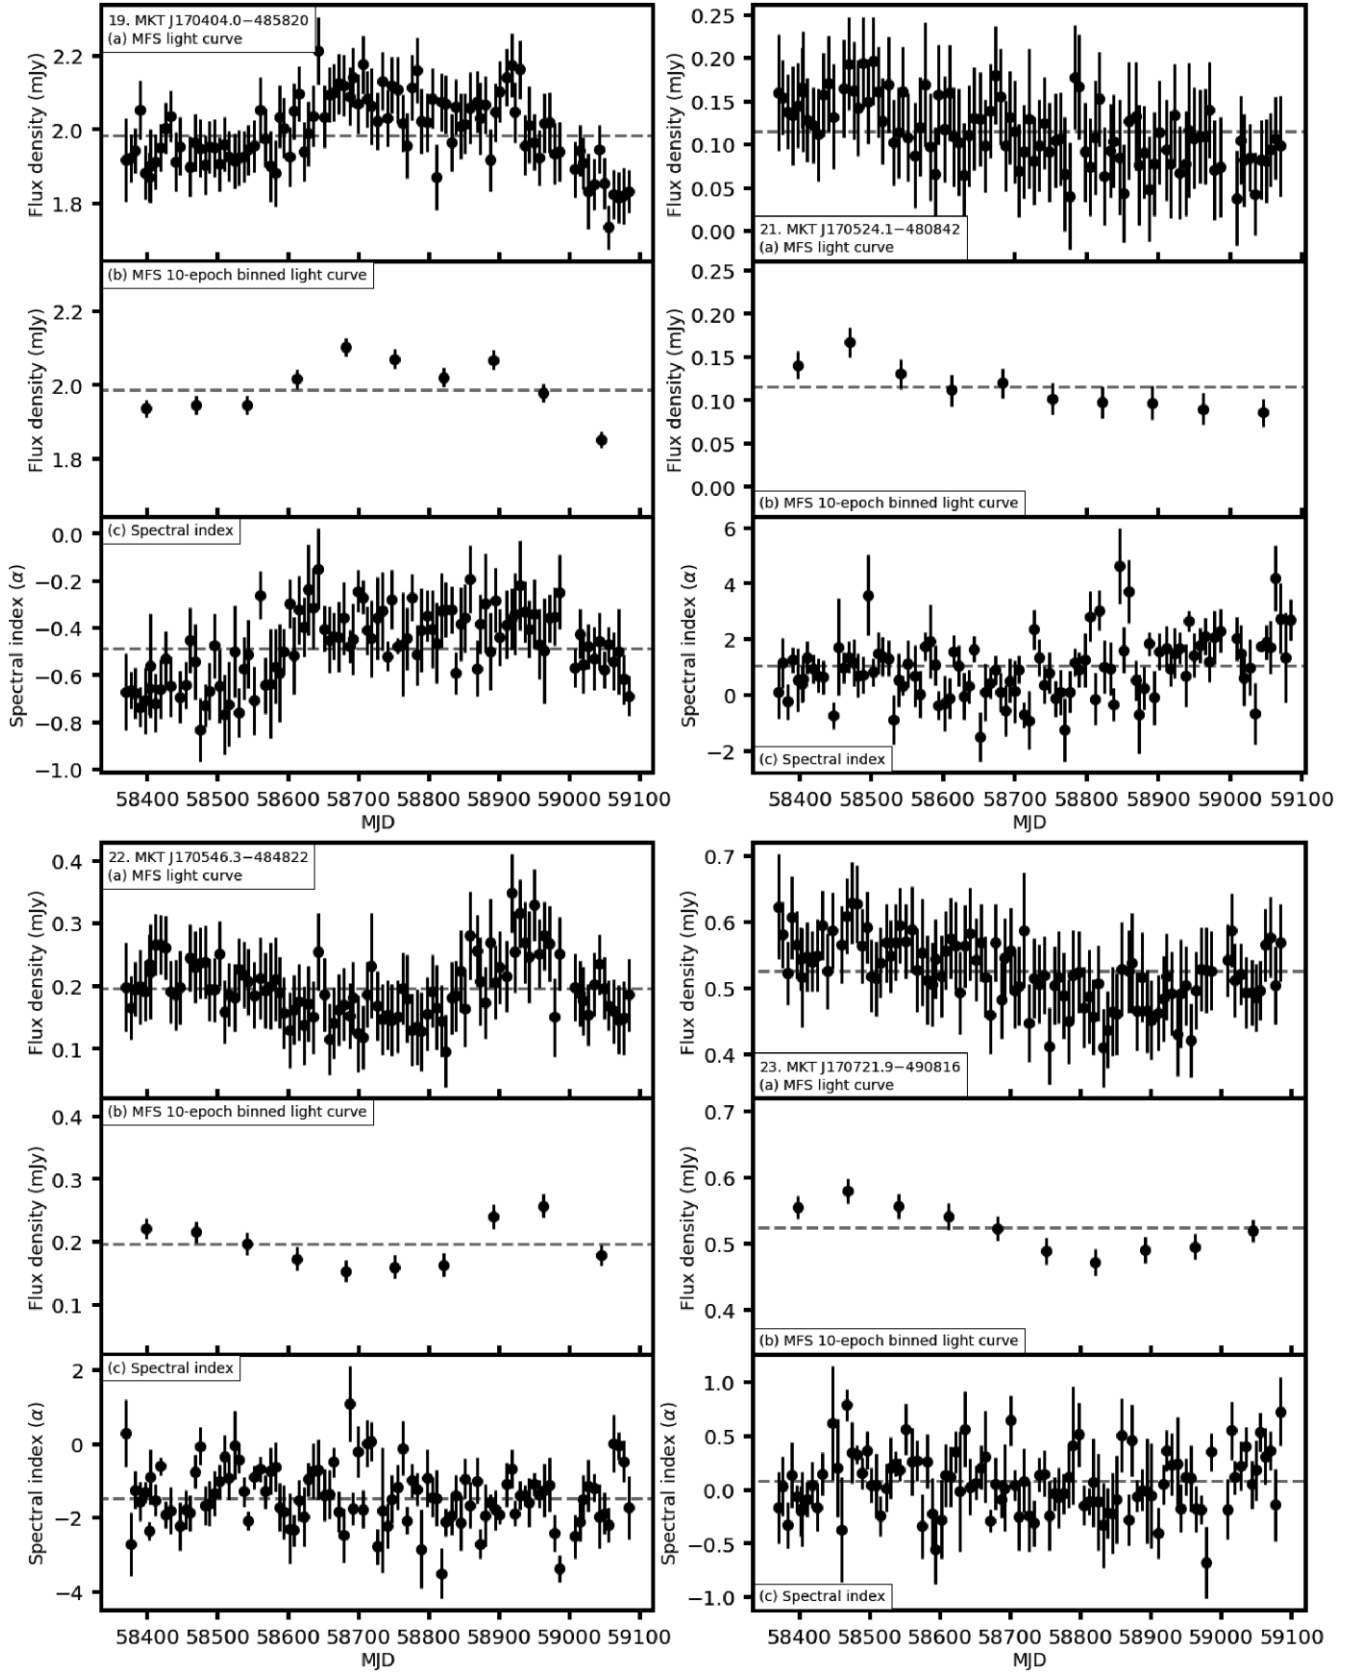 19. MKT J170404.0−485820
(a) MFS light curve
Flux density (mJy)
2.2
2.0
1.8
(b) MFS 10-epoch binned light curve
Flux density (mJy)
2.2
2.0
1.8
(c) Spectral index
Spectral index (α)
0.0
−0.2
−0.4
−0.6
−0.8
−1.0
58400 58500 58600 58700 58800 58900 59000 59100
MJD
21. MKT J170524.1−480842
(a) MFS light curve
Flux density (mJy)
0.25
0.20
0.15
0.10
0.05
0.00
(b) MFS 10-epoch binned light curve
Flux density (mJy)
0.25
0.20
0.15
0.10
0.05
0.00
(c) Spectral index
Spectral index (α)
6
4
2
0
−2
58400 58500 58600 58700 58800 58900 59000 59100
MJD
22. MKT J170546.3−484822
(a) MFS light curve
Flux density (mJy)
0.4
0.3
0.2
0.1
(b) MFS 10-epoch binned light curve
Flux density (mJy)
0.4
0.3
0.2
0.1
(c) Spectral index
Spectral index (α)
2
0
−2
−4
58400 58500 58600 58700 58800 58900 59000 59100
MJD
23. MKT J170721.9−490816
(a) MFS light curve
Flux density (mJy)
0.7
0.6
0.5
0.4
(b) MFS 10-epoch binned light curve
Flux density (mJy)
0.7
0.6
0.5
0.4
(c) Spectral index
Spectral index (α)
1.0
0.5
0.0
−0.5
−1.0
58400 58500 58600 58700 58800 58900 59000 59100
MJD